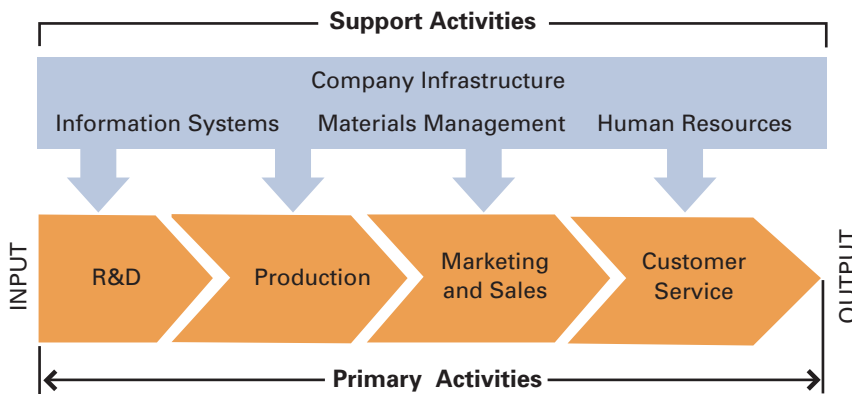 Support Activities
Company Infrastructure
Information Systems Materials Management Human Resources
INPUT
R&D
Production
Marketing
and Sales
Customer
Service
OUTPUT
Primary Activities